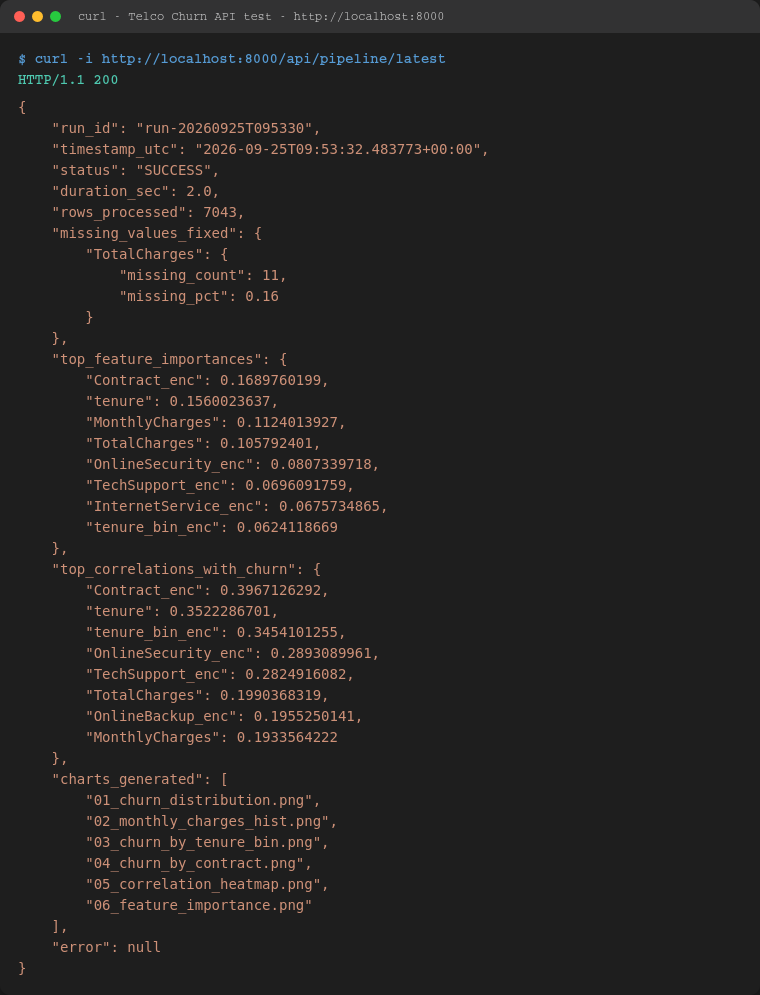 curl - Telco Churn API test - http://localhost:8000
$ curl -i http://localhost:8000/api/pipeline/latest
HTTP/1.1 200
{
    "run_id": "run-20260925T095330",
    "timestamp_utc": "2026-09-25T09:53:32.483773+00:00",
    "status": "SUCCESS",
    "duration_sec": 2.0,
    "rows_processed": 7043,
    "missing_values_fixed": {
        "TotalCharges": {
            "missing_count": 11,
            "missing_pct": 0.16
        }
    },
    "top_feature_importances": {
        "Contract_enc": 0.1689760199,
        "tenure": 0.1560023637,
        "MonthlyCharges": 0.1124013927,
        "TotalCharges": 0.105792401,
        "OnlineSecurity_enc": 0.0807339718,
        "TechSupport_enc": 0.0696091759,
        "InternetService_enc": 0.0675734865,
        "tenure_bin_enc": 0.0624118669
    },
    "top_correlations_with_churn": {
        "Contract_enc": 0.3967126292,
        "tenure": 0.3522286701,
        "tenure_bin_enc": 0.3454101255,
        "OnlineSecurity_enc": 0.2893089961,
        "TechSupport_enc": 0.2824916082,
        "TotalCharges": 0.1990368319,
        "OnlineBackup_enc": 0.1955250141,
        "MonthlyCharges": 0.1933564222
    },
    "charts_generated": [
        "01_churn_distribution.png",
        "02_monthly_charges_hist.png",
        "03_churn_by_tenure_bin.png",
        "04_churn_by_contract.png",
        "05_correlation_heatmap.png",
        "06_feature_importance.png"
    ],
    "error": null
}